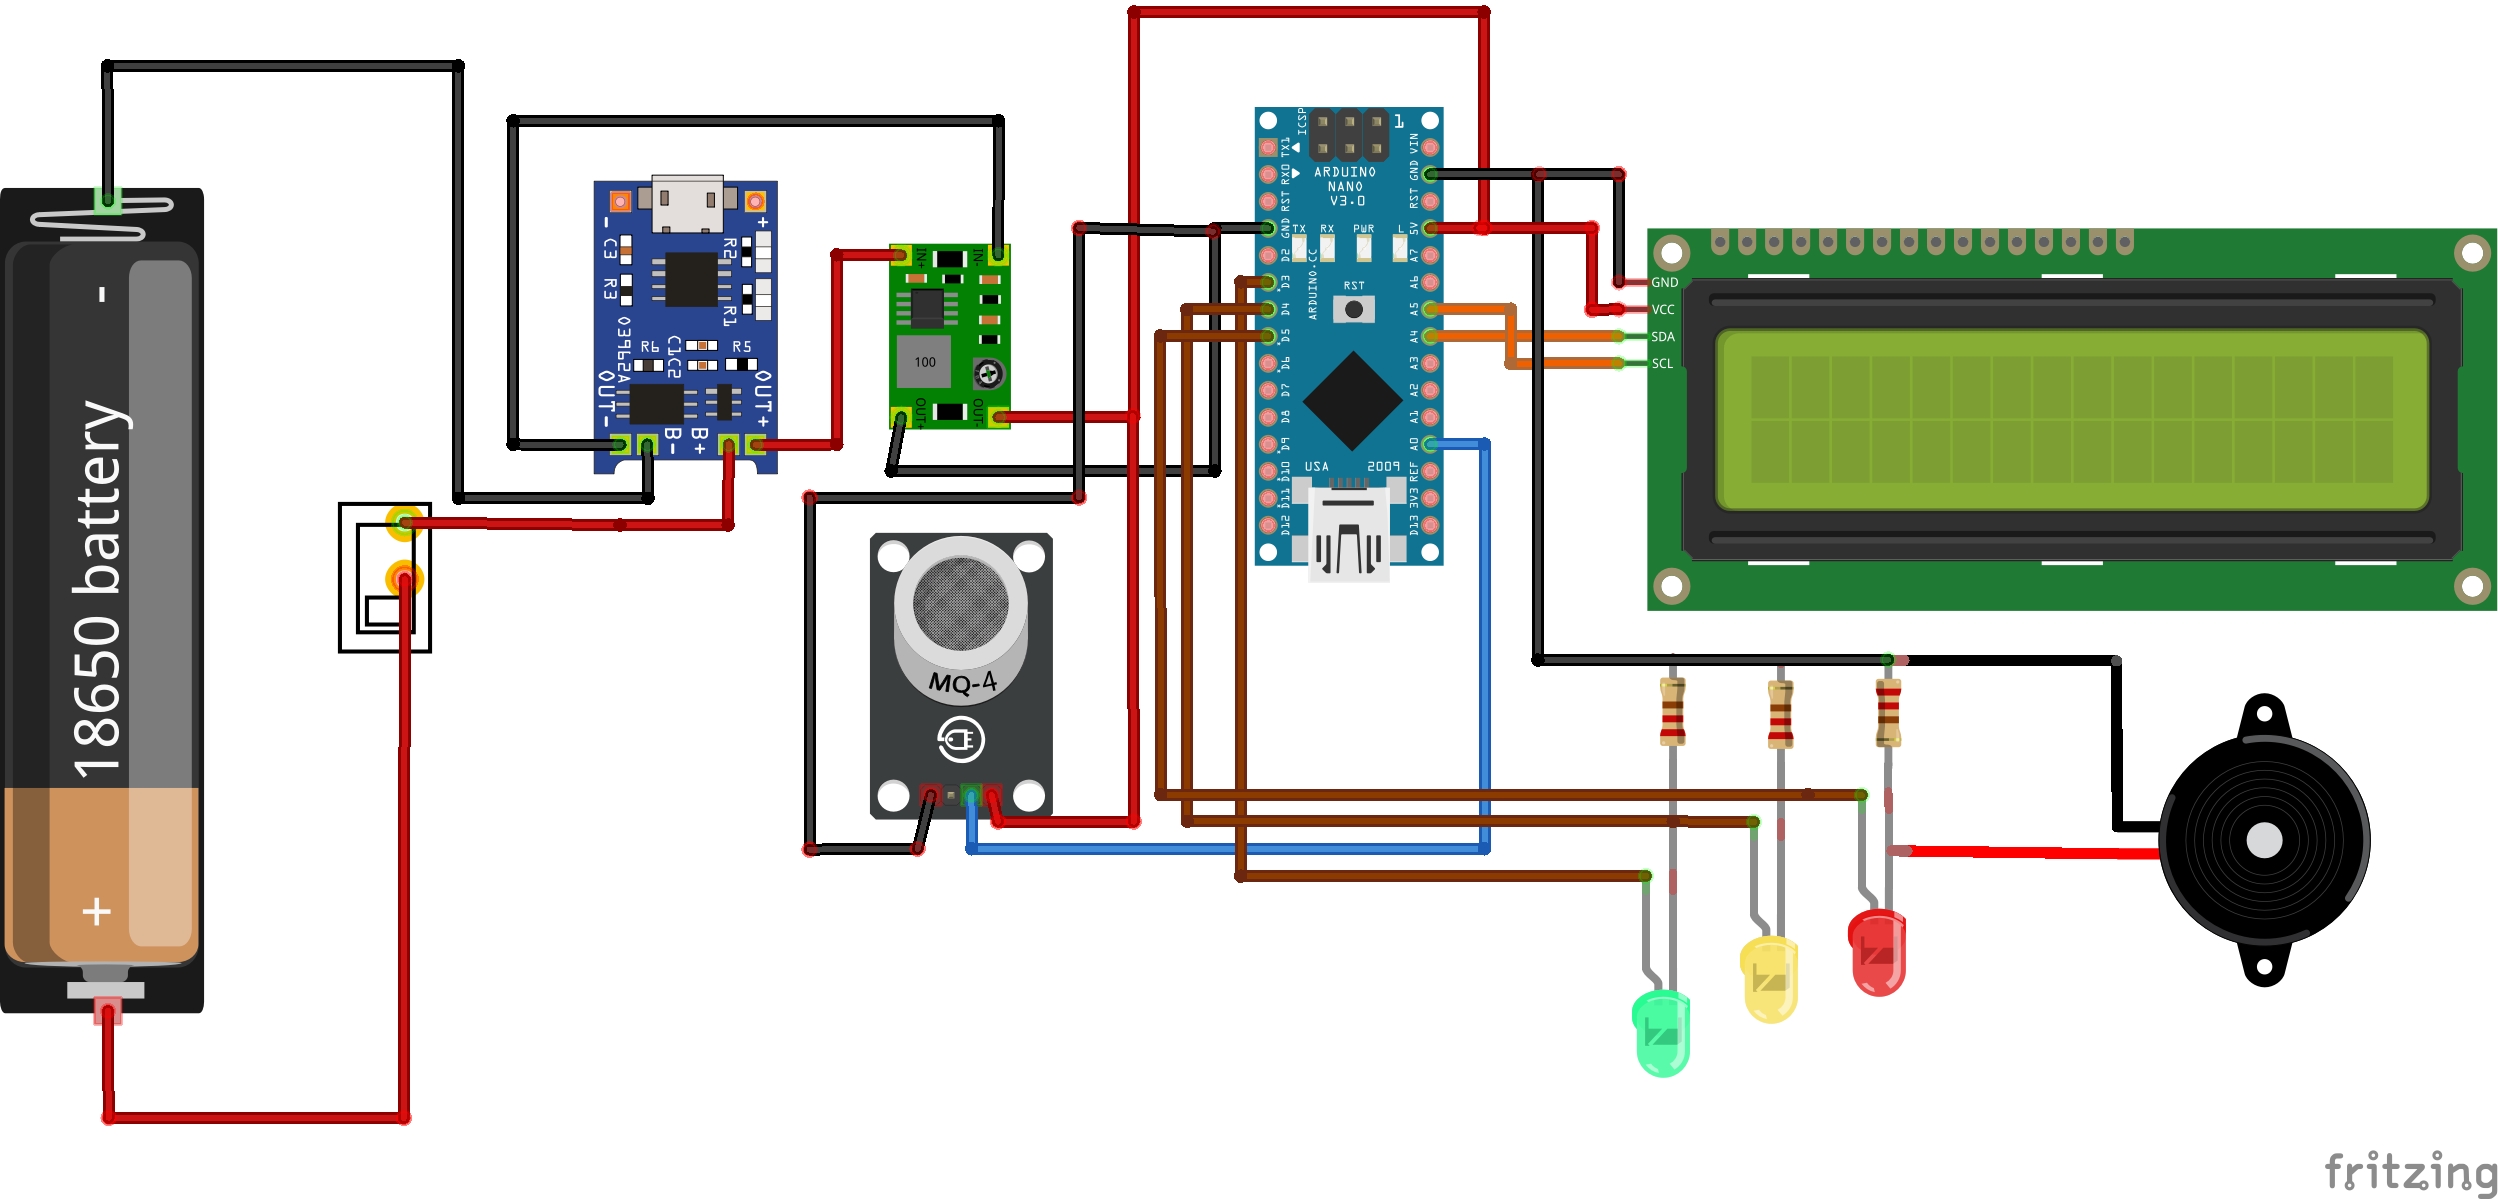 18650 battery
-
+
-
+
C3
R3
R2
R1
03962A
R6
C1
C2
R5
OUT-
B-
B+
OUT+
IN+
IN-
100
OUT+
OUT-
MQ-4
ICSP
1
ARDUINO
NANO
V3.0
TX
RX
PWR
L
ARDUINO.CC
RST
USA
2009
TX1
RX0
RST
GND
D2
D3
D4
D5
D6
D7
D8
D9
D10
D11
D12
VIN
GND
RST
5V
A7
A6
A5
A4
A3
A2
A1
A0
REF
3V3
D13
GND
VCC
SDA
SCL
fritzing